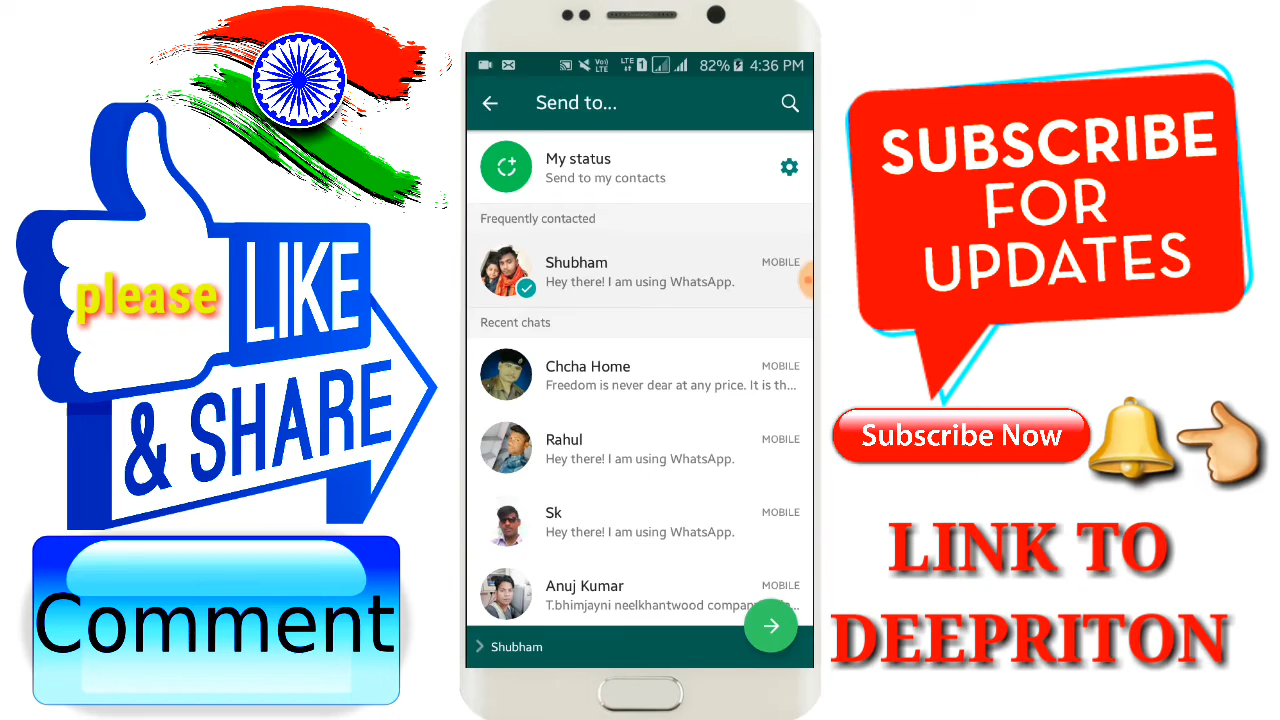 please
LIKE
& SHARE
Comment
82% 4:36 PM
Send to...
My status
Send to my contacts
Frequently contacted
Shubham MOBILE
Hey there! I am using WhatsApp.
Recent chats
Chcha Home MOBILE
Freedom is never dear at any price. It is th...
Rahul MOBILE
Hey there! I am using WhatsApp.
Sk MOBILE
Hey there! I am using WhatsApp.
Anuj Kumar MOBILE
T.bhimjayni neelkhantwood compan
Shubham
SUBSCRIBE
FOR
UPDATES
Subscribe Now
LINK TO
DEEPRITON